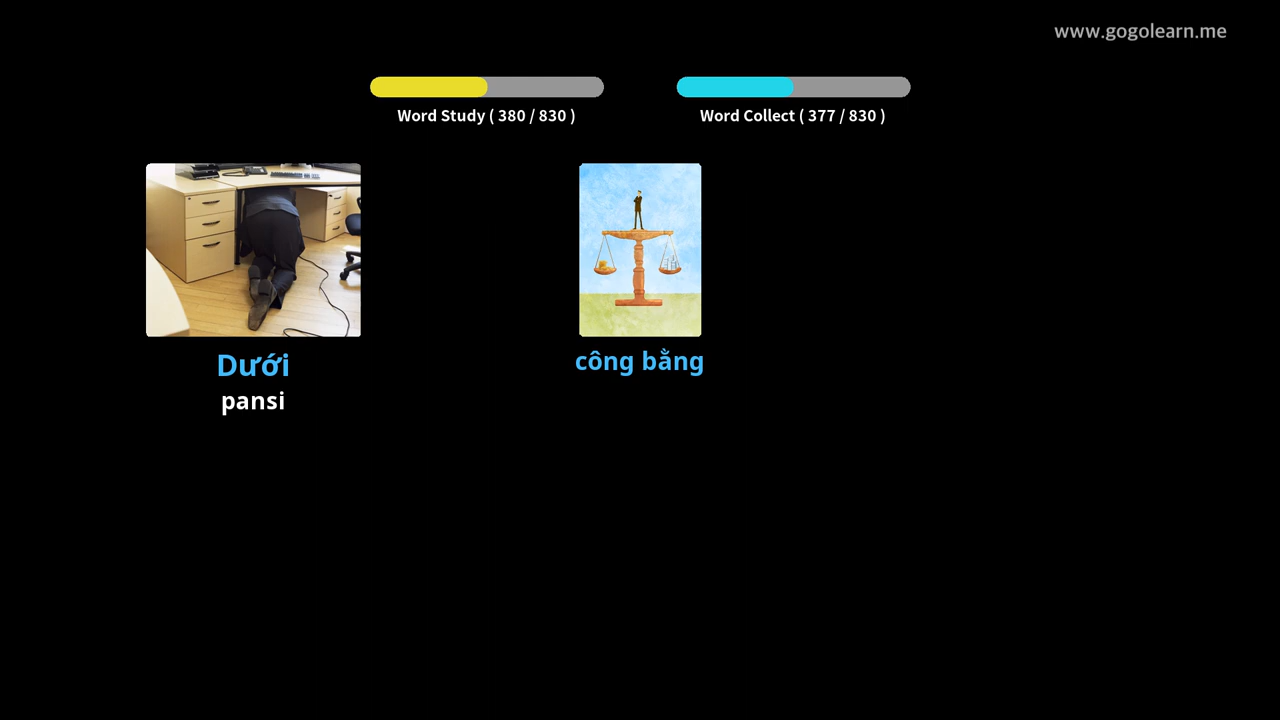 www.gogolearn.me
Word Study ( 380 / 830 )
Word Collect ( 377 / 830 )
Dưới
pansi
công bằng